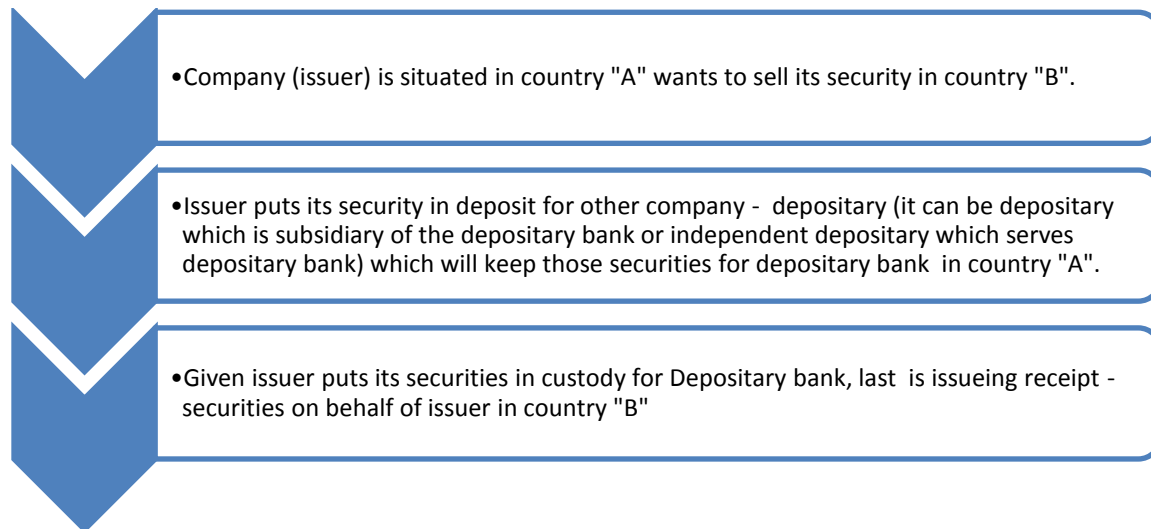 •Company (issuer) is situated in country "A" wants to sell its security in country "B".
•Issuer puts its security in deposit for other company - depositary (it can be depositary
which is subsidiary of the depositary bank or independent depositary which serves
depositary bank) which will keep those securities for depositary bank in country "A".
•Given issuer puts its securities in custody for Depositary bank, last is issueing receipt -
securities on behalf of issuer in country "B"